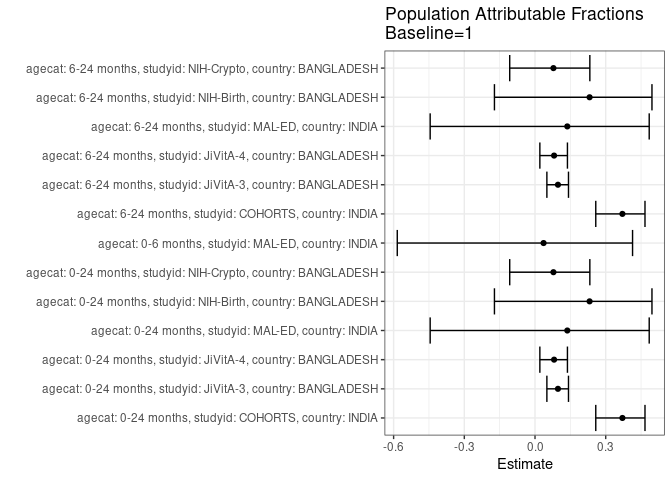 Population Attributable Fractions
Baseline=1
agecat: 6-24 months, studyid: NIH-Crypto, country: BANGLADESH
agecat: 6-24 months, studyid: NIH-Birth, country: BANGLADESH
agecat: 6-24 months, studyid: MAL-ED, country: INDIA
agecat: 6-24 months, studyid: JiVitA-4, country: BANGLADESH
agecat: 6-24 months, studyid: JiVitA-3, country: BANGLADESH
agecat: 6-24 months, studyid: COHORTS, country: INDIA
agecat: 0-6 months, studyid: MAL-ED, country: INDIA
agecat: 0-24 months, studyid: NIH-Crypto, country: BANGLADESH
agecat: 0-24 months, studyid: NIH-Birth, country: BANGLADESH
agecat: 0-24 months, studyid: MAL-ED, country: INDIA
agecat: 0-24 months, studyid: JiVitA-4, country: BANGLADESH
agecat: 0-24 months, studyid: JiVitA-3, country: BANGLADESH
agecat: 0-24 months, studyid: COHORTS, country: INDIA
-0.6 -0.3 0.0 0.3
Estimate